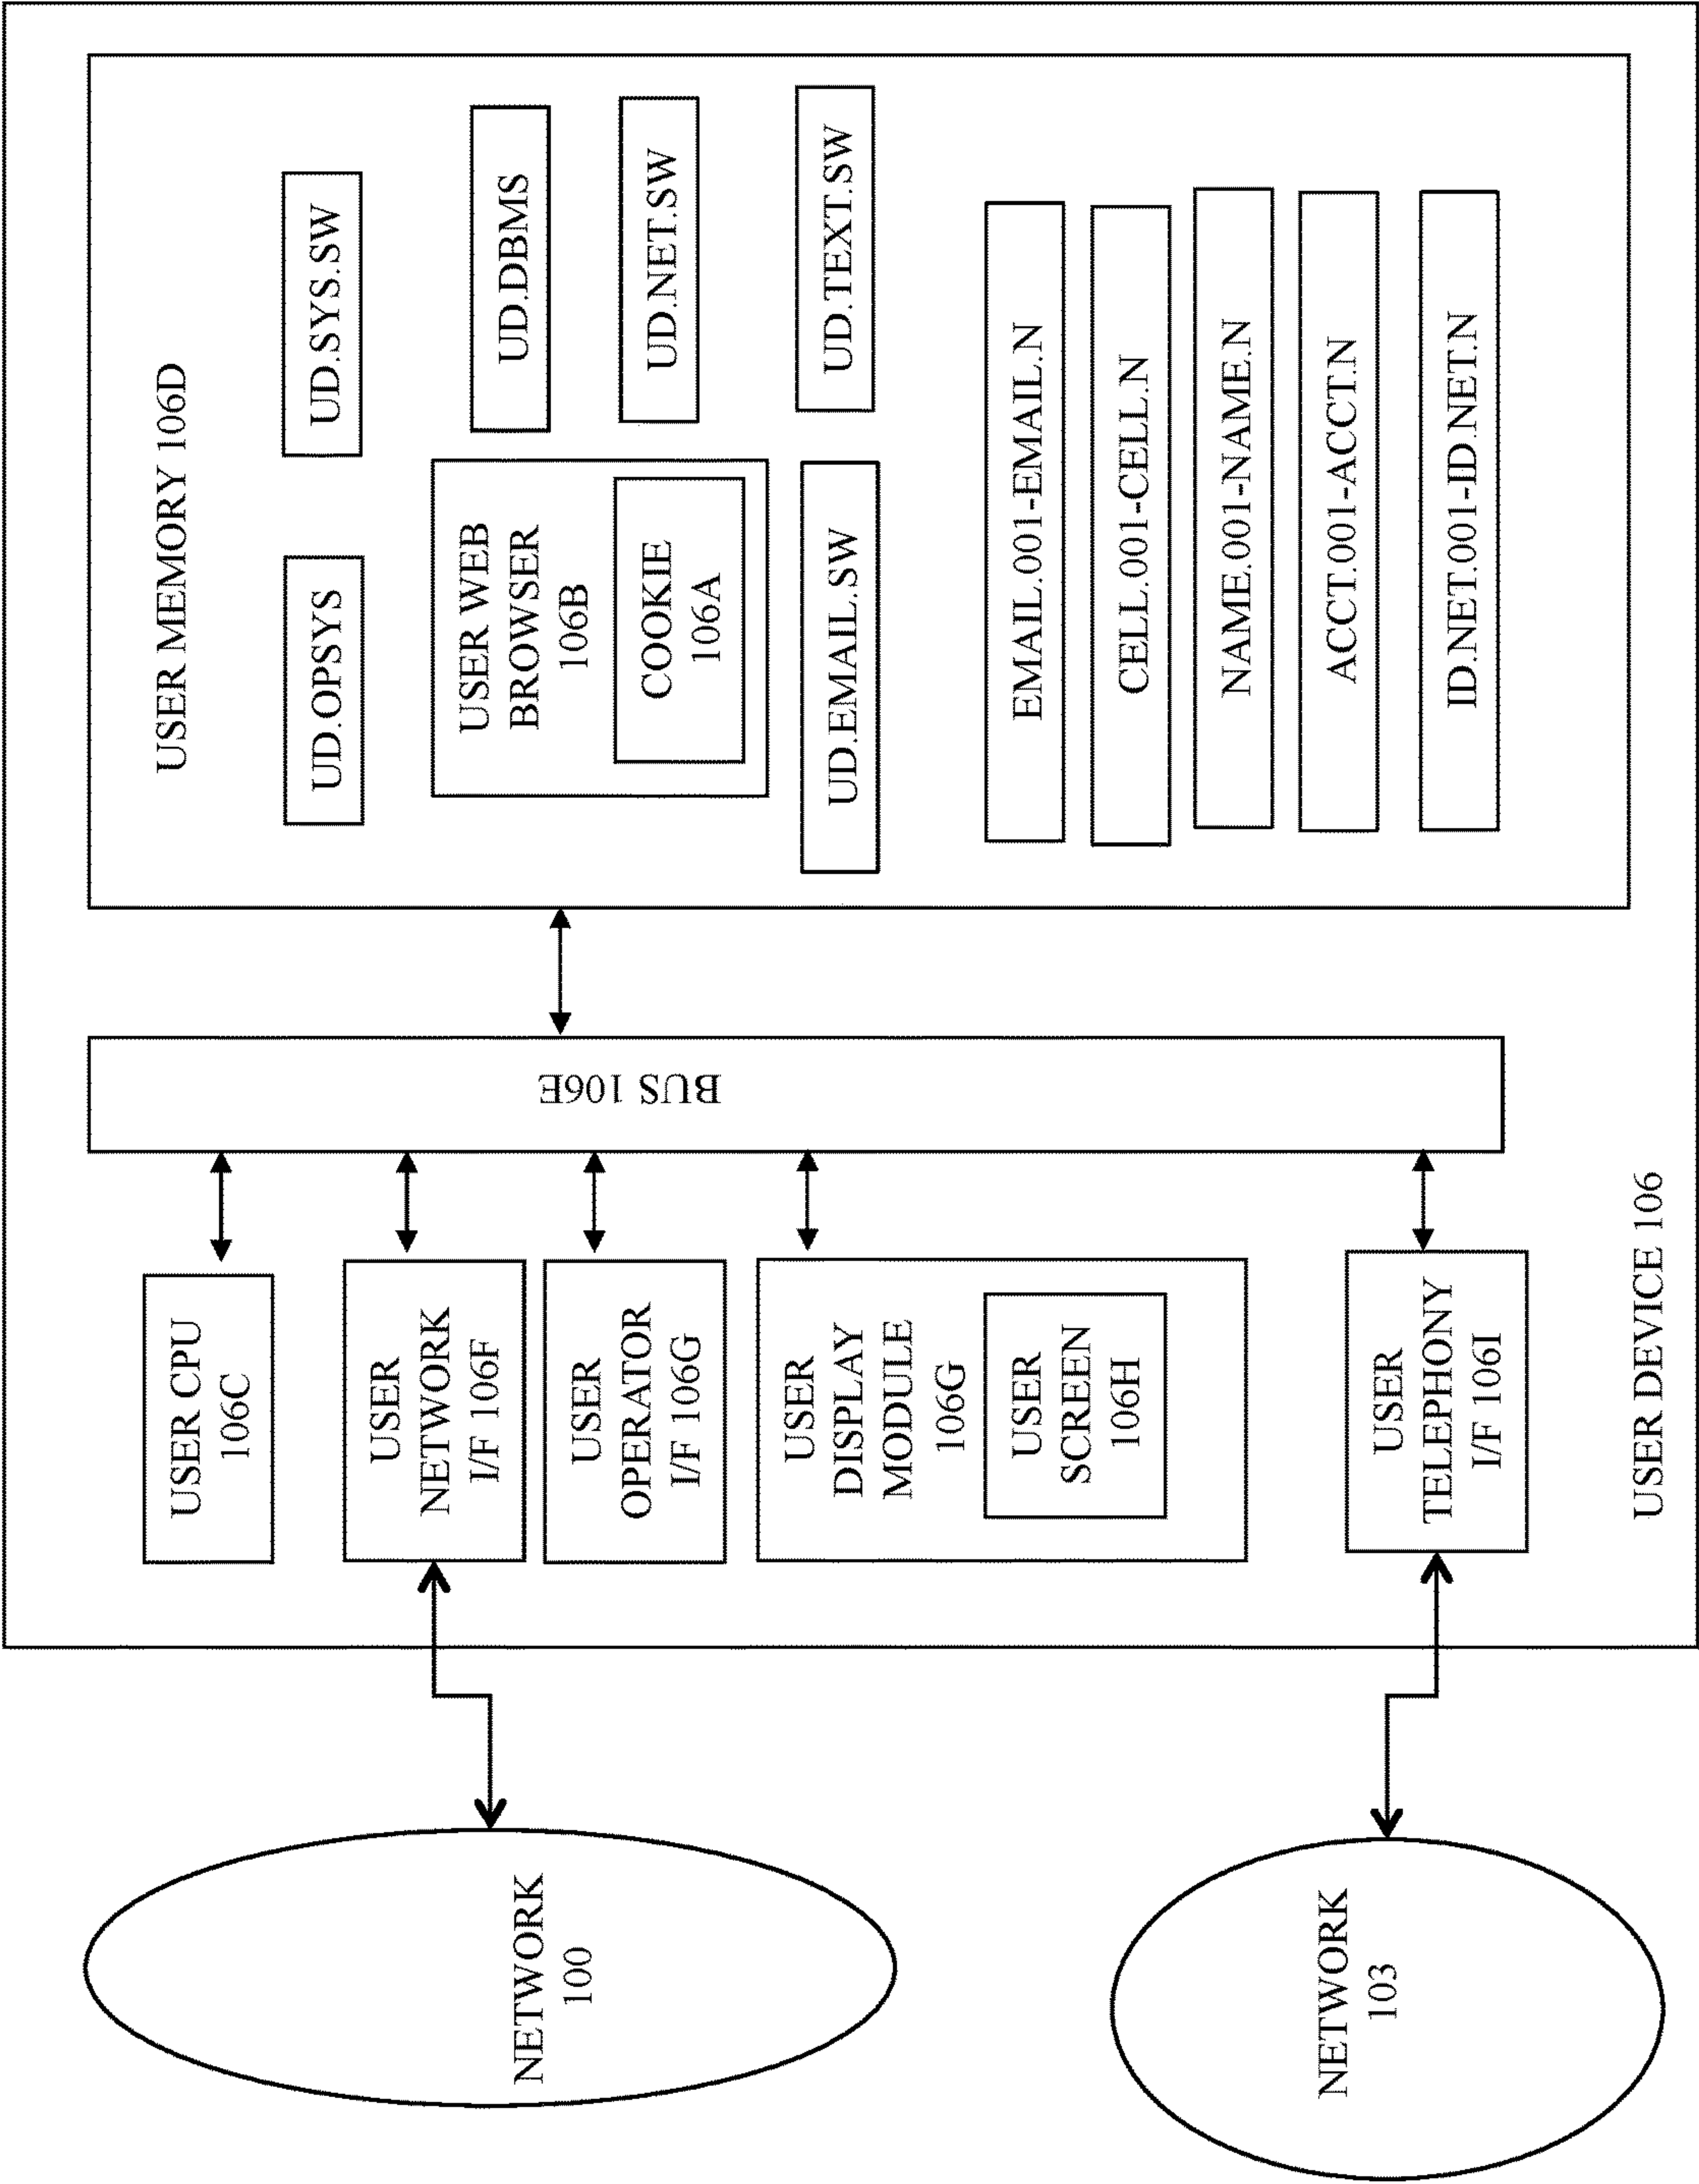 USER MEMORY 106D
UD.OPSYS
UD.SYS.SW
USER WEB
BROWSER
106B
COOKIE
106A
UD.DBMS
UD.NET.SW
UD.EMAIL.SW
UD.TEXT.SW
EMAIL.001-EMAIL.N
CELL.001-CELL.N
NAME.001-NAME.N
ACCT.001-ACCT.N
ID.NET.001-ID.NET.N
BUS 106E
USER CPU
106C
USER
NETWORK
I/F 106F
USER
OPERATOR
I/F 106G
USER
DISPLAY
MODULE
106G
USER
SCREEN
106H
USER
TELEPHONY
I/F 106I
USER DEVICE 106
NETWORK
100
NETWORK
103